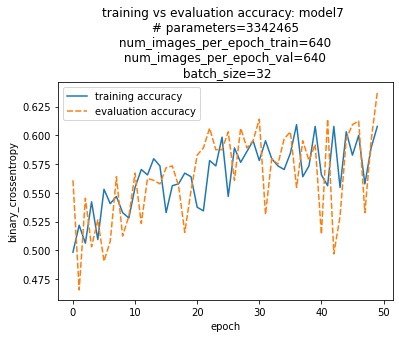 training vs evaluation accuracy: model7
# parameters=3342465
num_images_per_epoch_train=640
num_images_per_epoch_val=640
batch_size=32
training accuracy
evaluation accuracy
binary_crossentropy
0.625
0.600
0.575
0.550
0.525
0.500
0.475
0
10
20
30
40
50
epoch